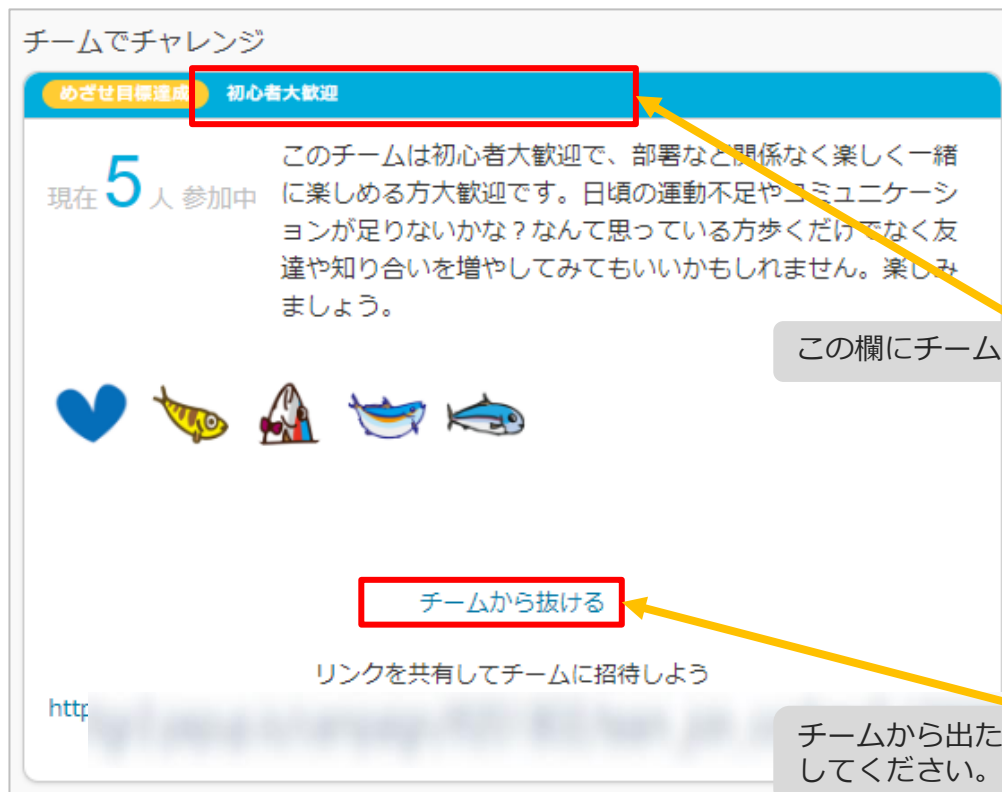 チームでチャレンジ
めざせ目標達成 初心者大歓迎
現在 5 人 参加中
このチームは初心者大歓迎で、部署など関係なく楽しく一緒
に楽しめる方大歓迎です。日頃の運動不足やコミュニケーシ
ョンが足りないかな？なんて思っている方歩くだけでなく友
達や知り合いを増やしてみてもいいかもしれません。楽しみ
ましょう。
この欄にチーム
チームから抜ける
リンクを共有してチームに招待しよう
http
チームから出た
してください。